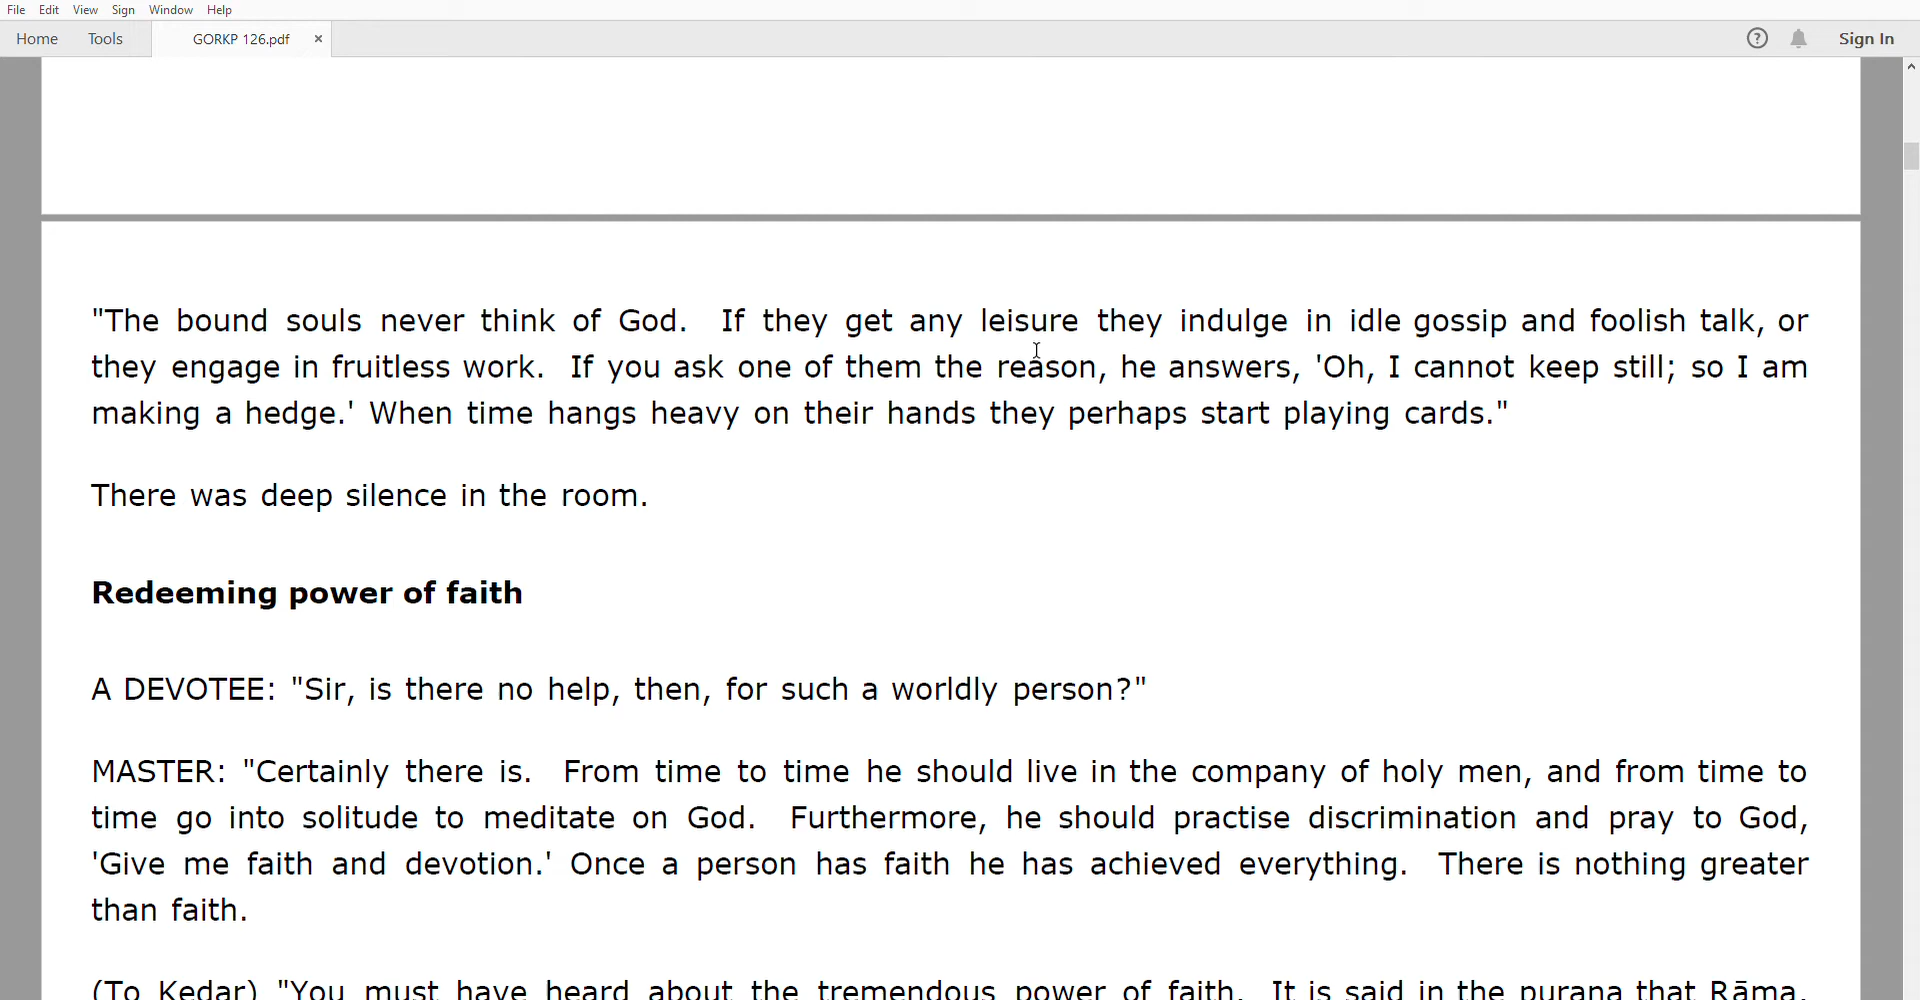 File Edit View Sign Window Help
Home Tools GORKP 126.pdf × ? Sign In
"The bound souls never think of God. If they get any leisure they indulge in idle gossip and foolish talk, or
they engage in fruitless work. If you ask one of them the reason, he answers, 'Oh, I cannot keep still; so I am
making a hedge.' When time hangs heavy on their hands they perhaps start playing cards."
There was deep silence in the room.
Redeeming power of faith
A DEVOTEE: "Sir, is there no help, then, for such a worldly person?"
MASTER: "Certainly there is. From time to time he should live in the company of holy men, and from time to
time go into solitude to meditate on God. Furthermore, he should practise discrimination and pray to God,
'Give me faith and devotion.' Once a person has faith he has achieved everything. There is nothing greater
than faith.
(To Kedar) "You must have heard about the tremendous power of faith. It is said in the purana that Rāma,